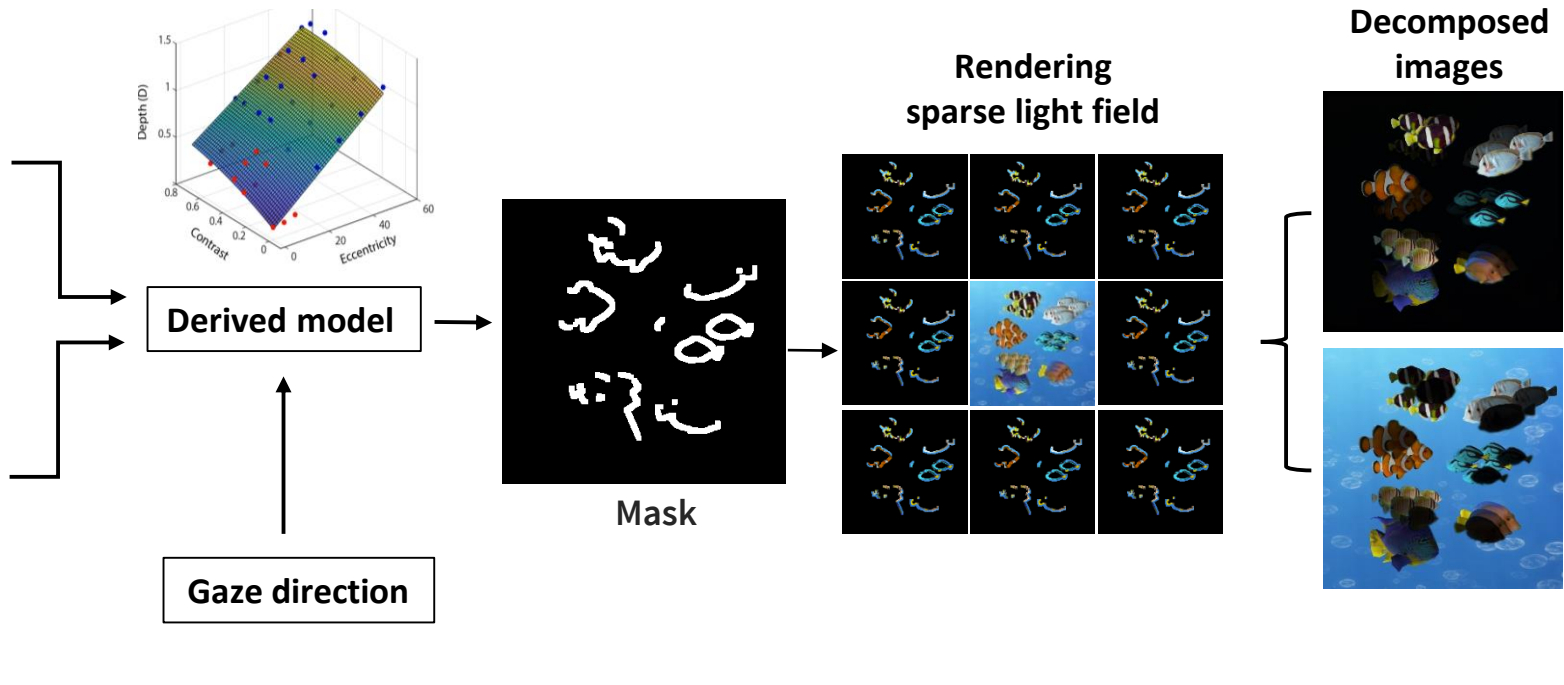 1.5
1
0.5
Depth (D)
0.8
0.6
0.4
0.2
0
Contrast
0
20
40
60
Eccentricity
Derived model
Gaze direction
Mask
Rendering
sparse light field
Decomposed
images